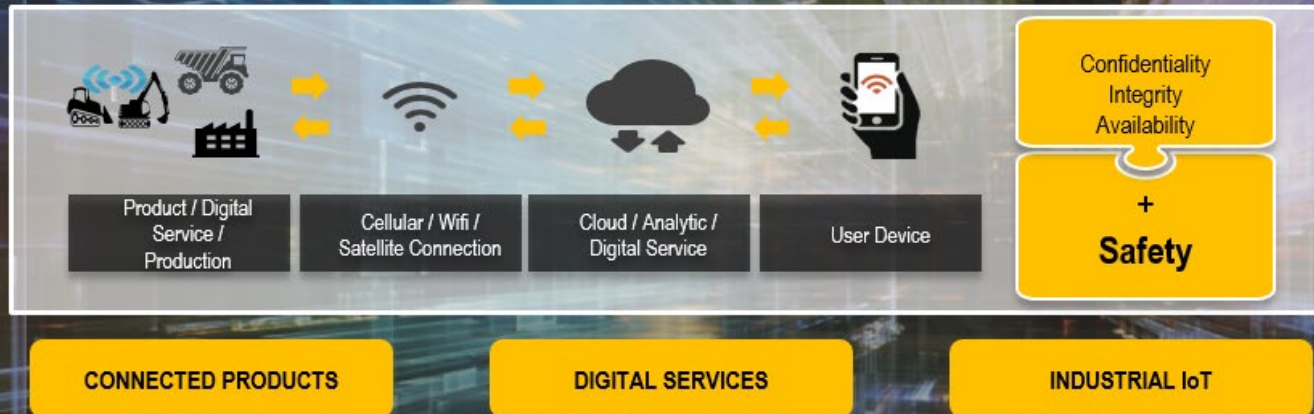 Confidentiality
Integrity
Availability
+
Safety
Product / Digital
Service /
Production
Cellular / Wifi /
Satellite Connection
Cloud / Analytic /
Digital Service
User Device
CONNECTED PRODUCTS
DIGITAL SERVICES
INDUSTRIAL IoT